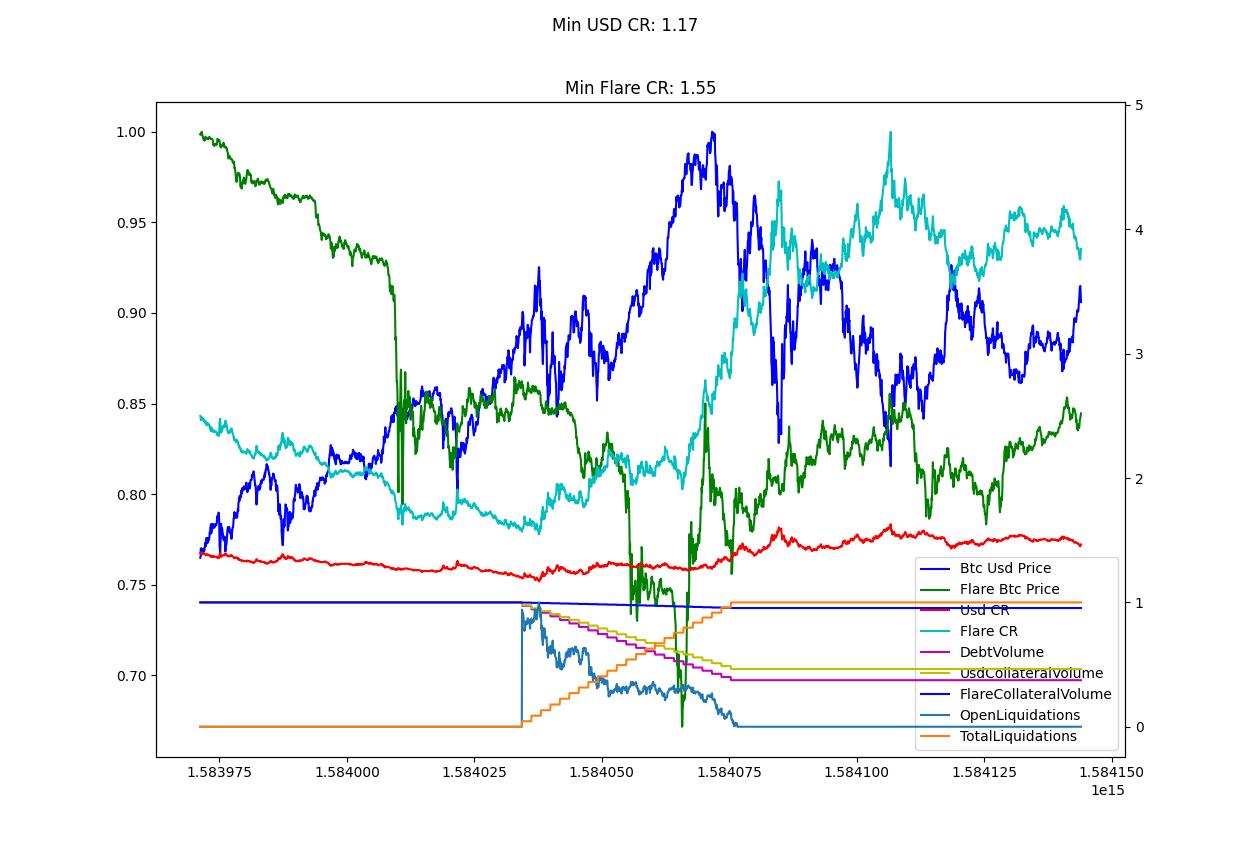 Min USD CR: 1.17
Min Flare CR: 1.55
1.00
0.95
0.90
0.85
0.80
0.75
0.70
5
4
3
2
1
0
Btc Usd Price
Flare Btc Price
Usd CR
Flare CR
DebtVolume
UsdCollateralVolume
FlareCollateralVolume
OpenLiquidations
TotalLiquidations
1.583975 1.584000 1.584025 1.584050 1.584075 1.584100 1.584125 1.584150
1e15